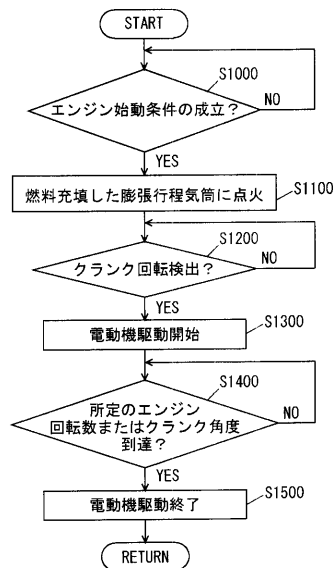 START
S1000
エンジン始動条件の成立?
NO
YES
燃料充填した膨張行程気筒に点火
S1100
S1200
クランク回転検出?
NO
YES
電動機駆動開始
S1300
S1400
所定のエンジン
回転数またはクランク角度
到達?
NO
YES
電動機駆動終了
S1500
RETURN